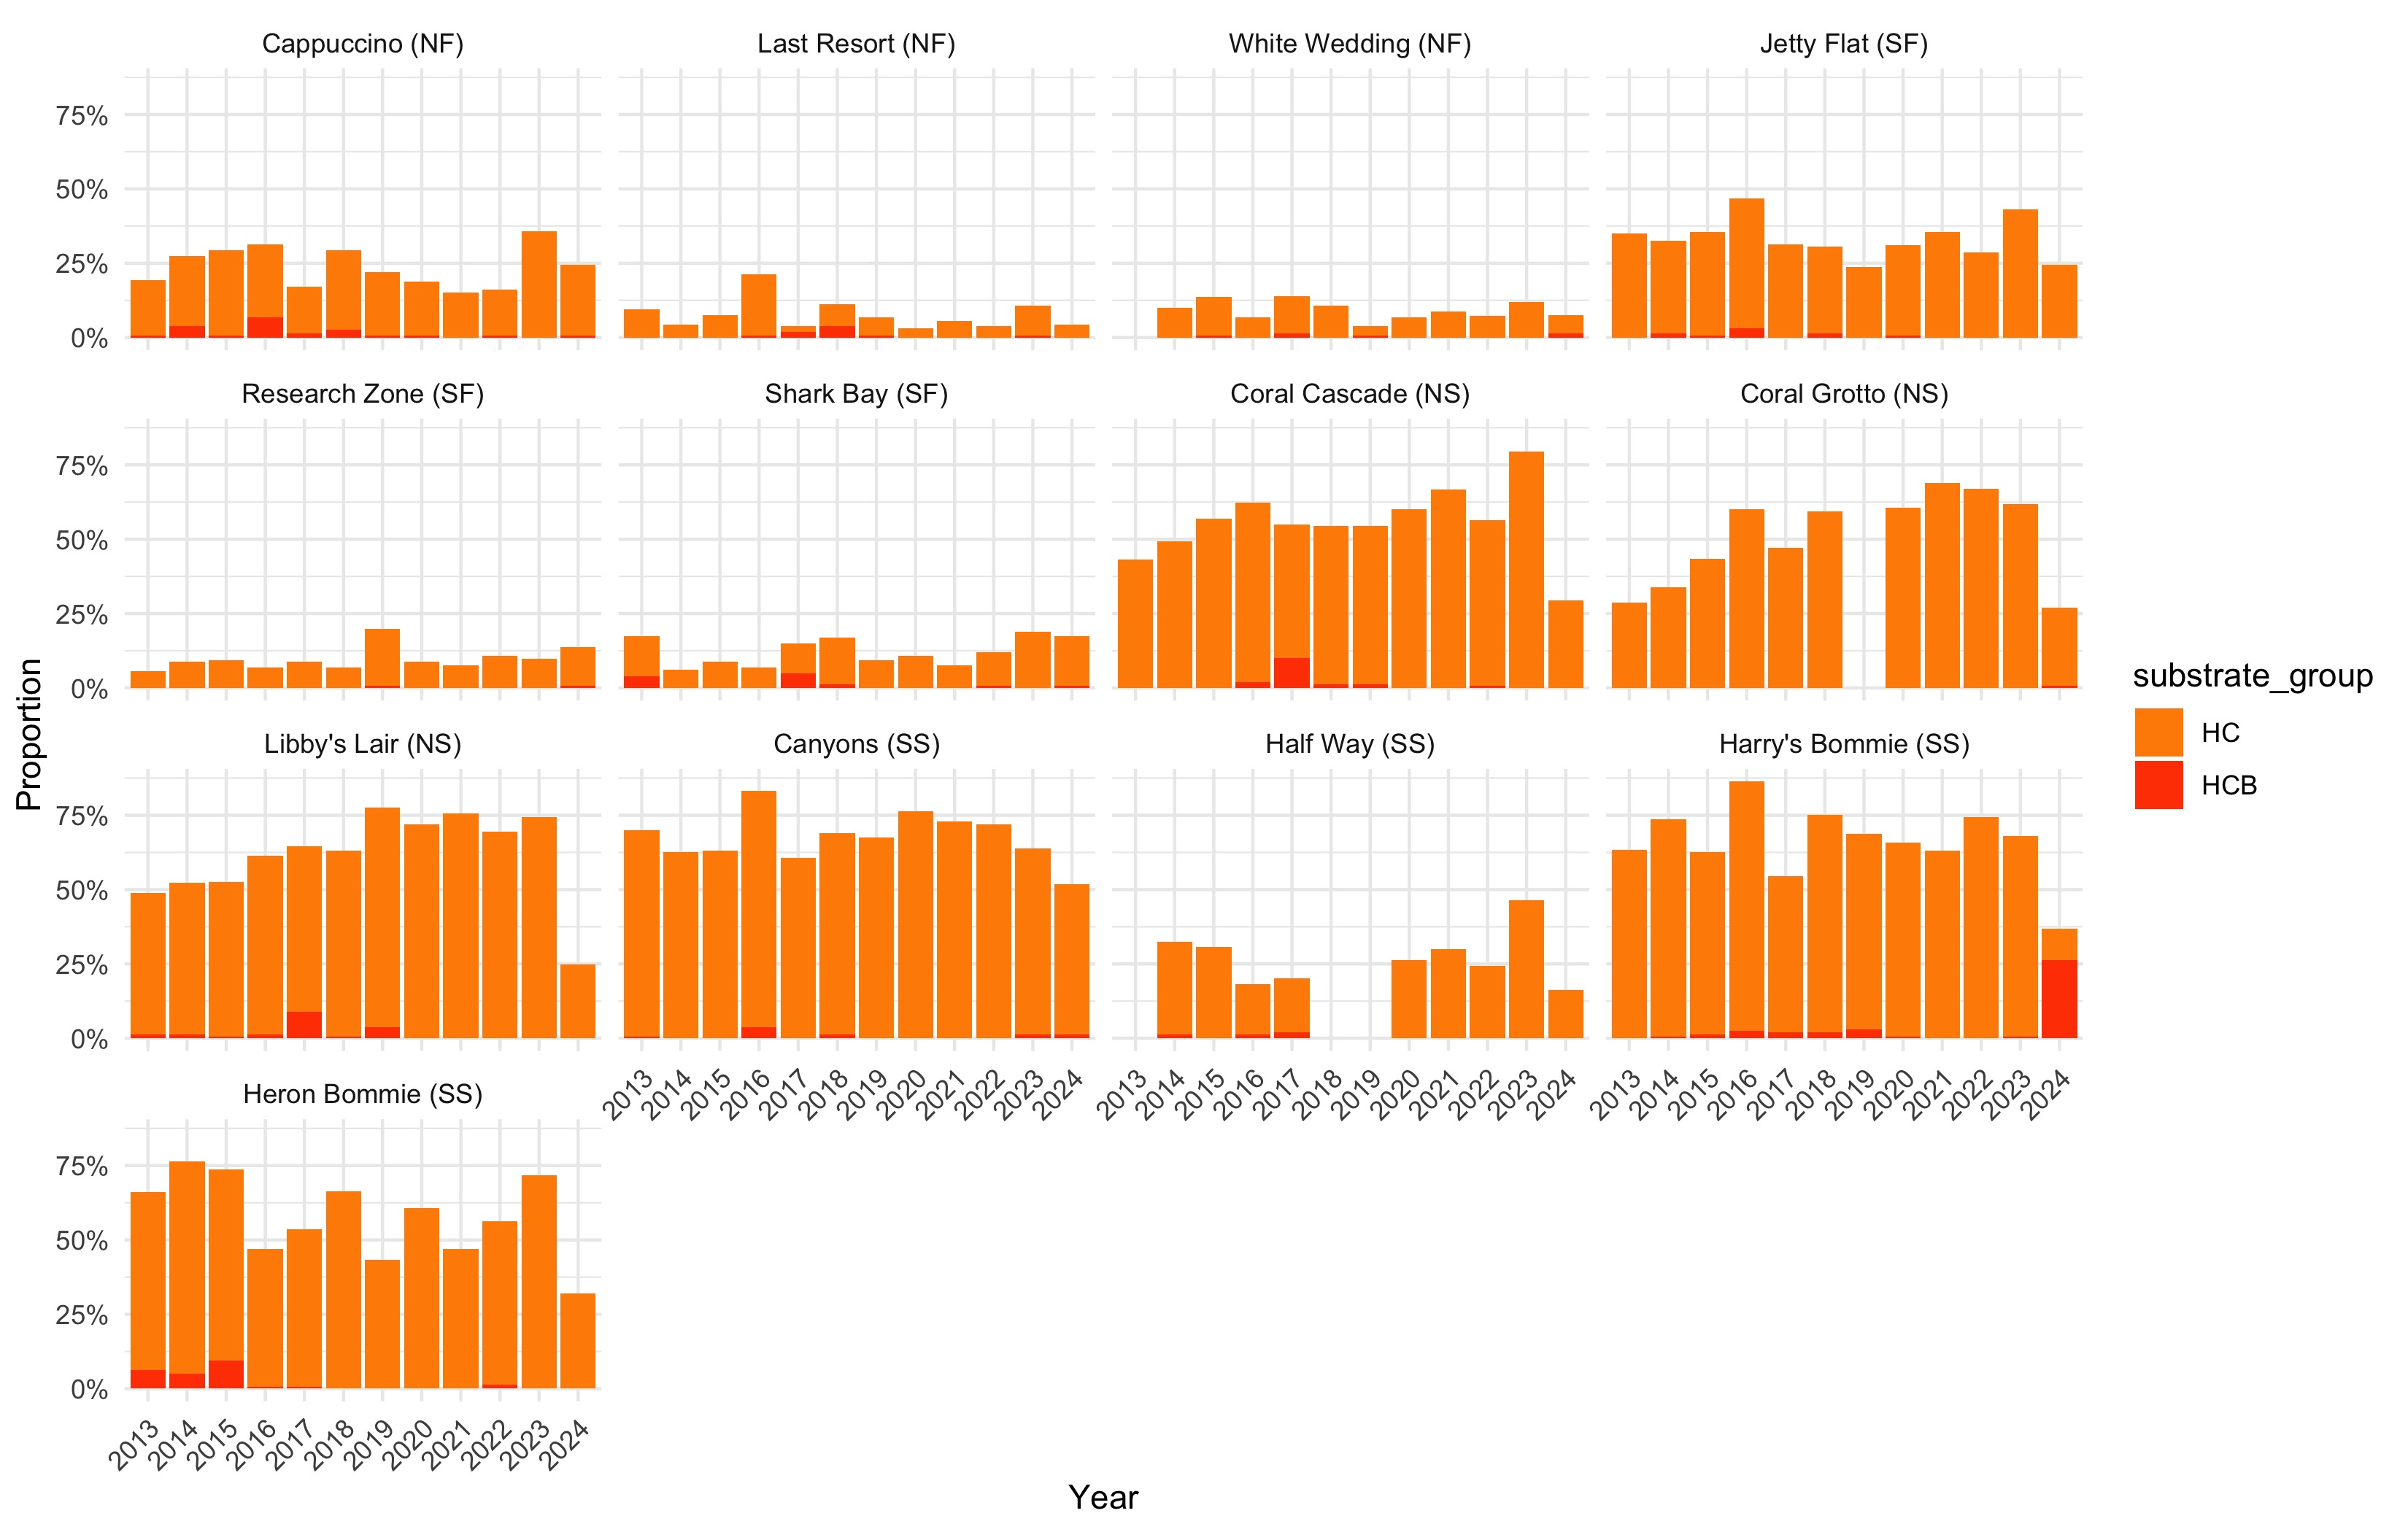 Cappuccino (NF)
Last Resort (NF)
White Wedding (NF)
Jetty Flat (SF)
75%
50%
25%
0%
Research Zone (SF)
Shark Bay (SF)
Coral Cascade (NS)
Coral Grotto (NS)
75%
50%
25%
0%
Libby's Lair (NS)
Canyons (SS)
Half Way (SS)
Harry's Bommie (SS)
75%
50%
25%
0%
2013 2014 2015 2016 2017 2018 2019 2020 2021 2022 2023 2024
2013 2014 2015 2016 2017 2018 2019 2020 2021 2022 2023 2024
2013 2014 2015 2016 2017 2018 2019 2020 2021 2022 2023 2024
Heron Bommie (SS)
75%
50%
25%
0%
2013 2014 2015 2016 2017 2018 2019 2020 2021 2022 2023 2024
Proportion
Year
substrate_group
HC
HCB